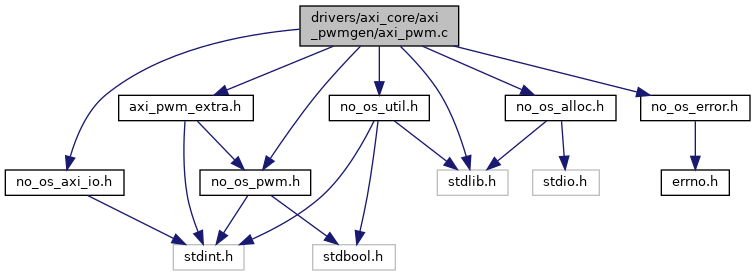 drivers/axi_core/axi
_pwmgen/axi_pwm.c
axi_pwm_extra.h
no_os_util.h
no_os_alloc.h
no_os_error.h
no_os_axi_io.h
no_os_pwm.h
stdlib.h
stdio.h
errno.h
stdint.h
stdbool.h